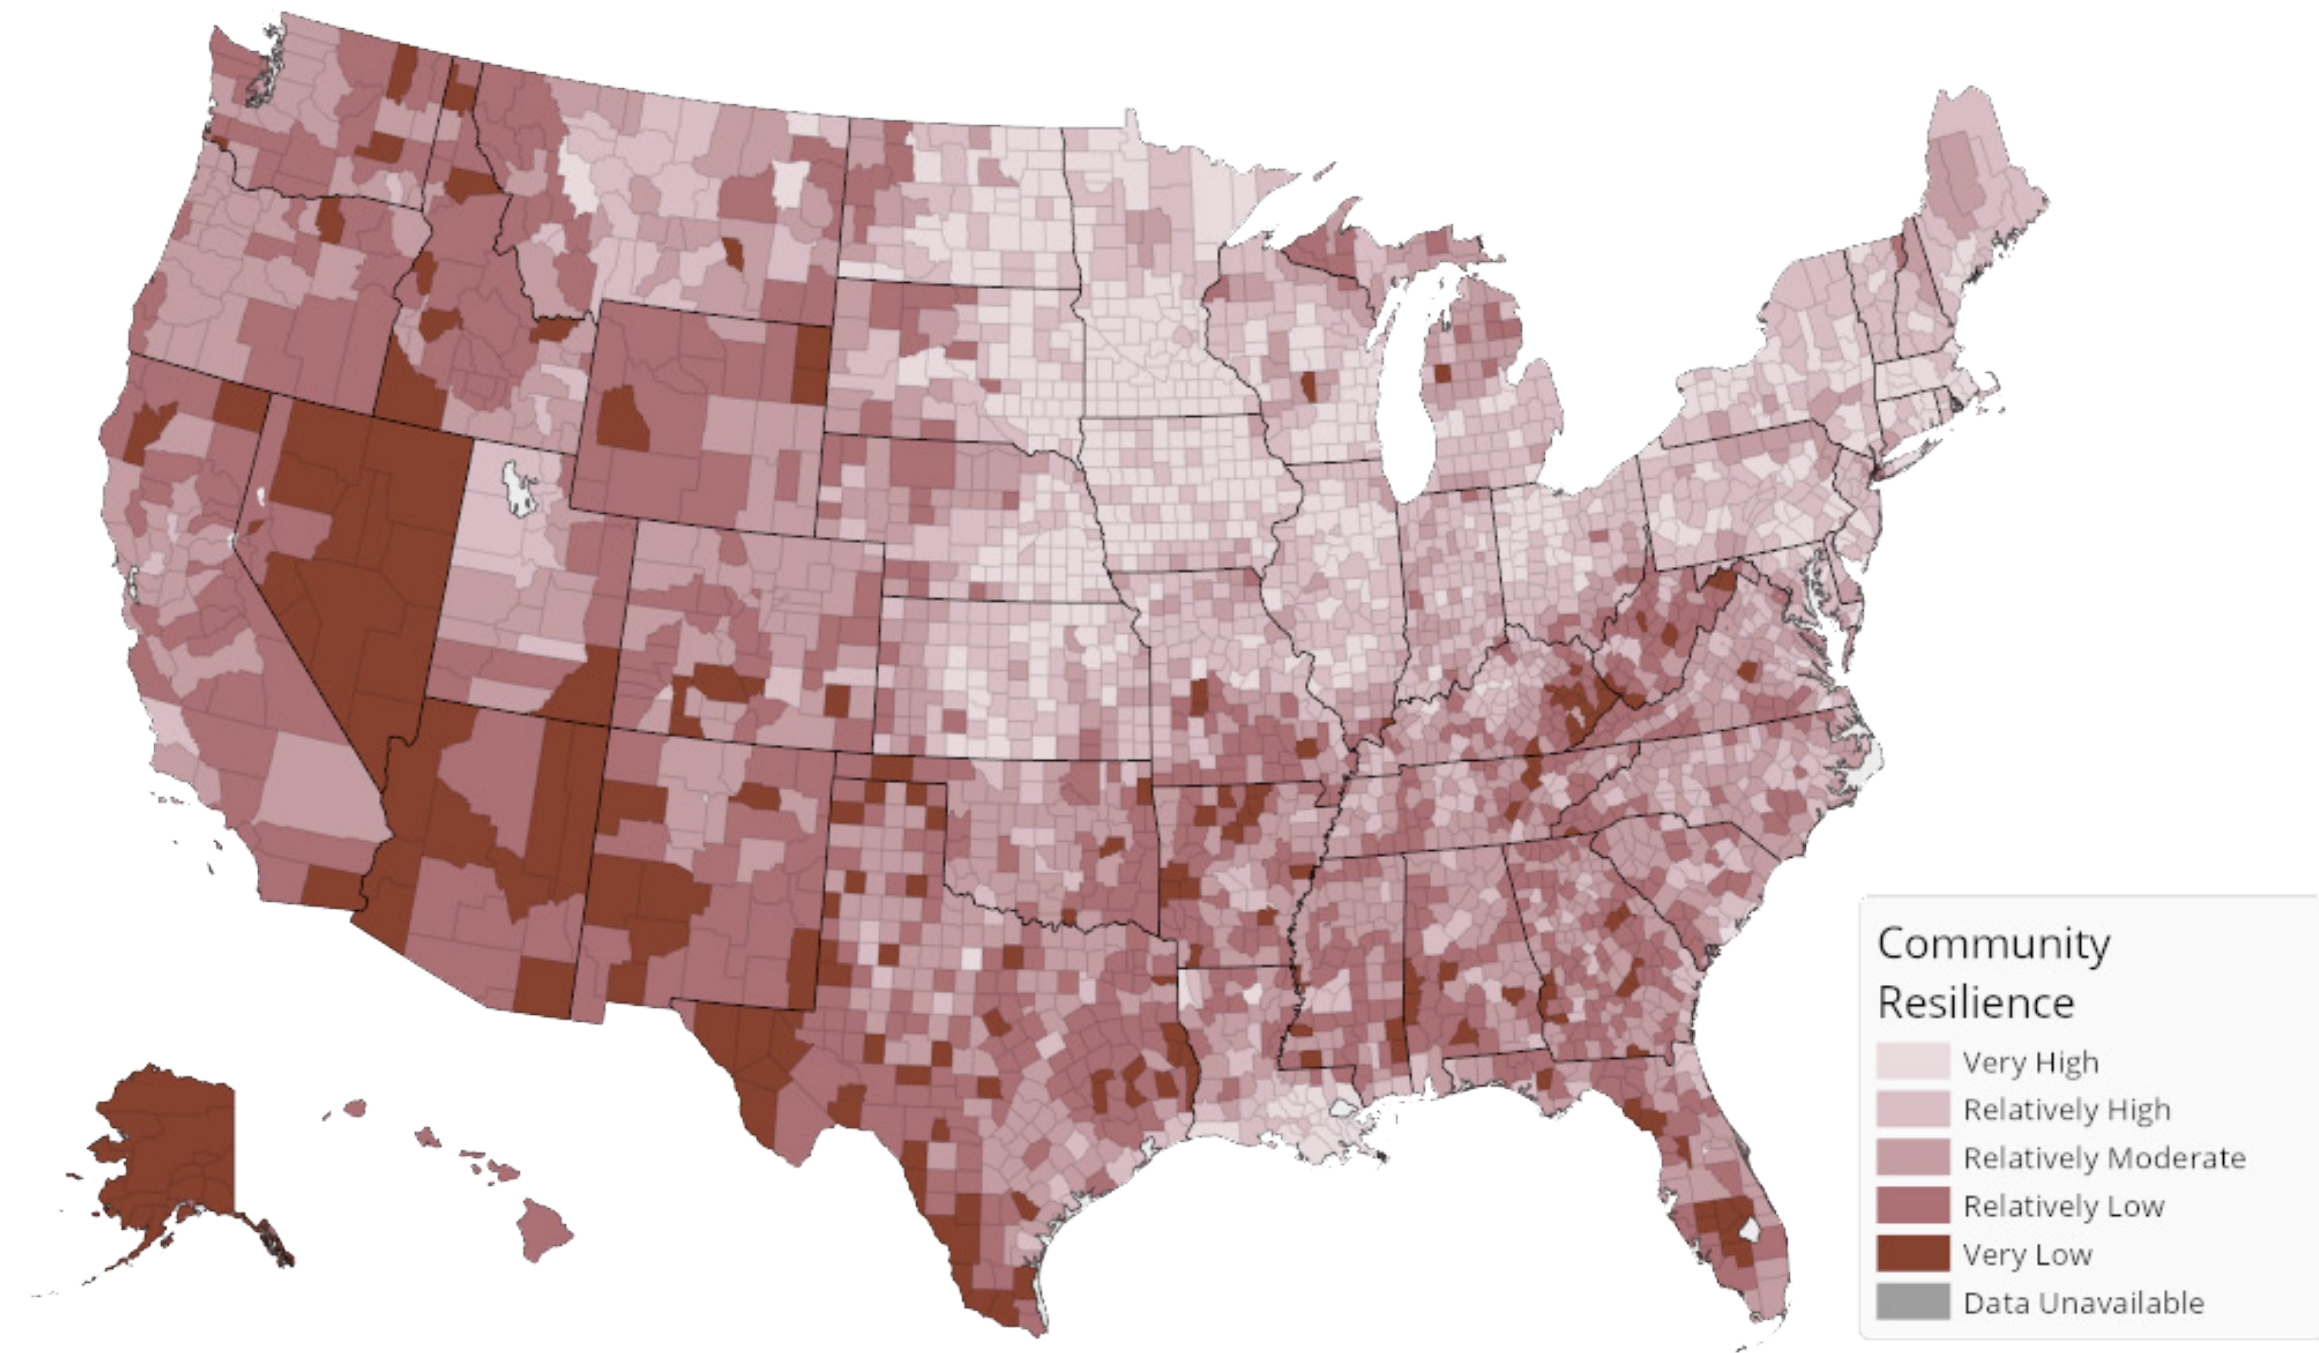 Community
Resilience
Very High
Relatively High
Relatively Moderate
Relatively Low
Very Low
Data Unavailable